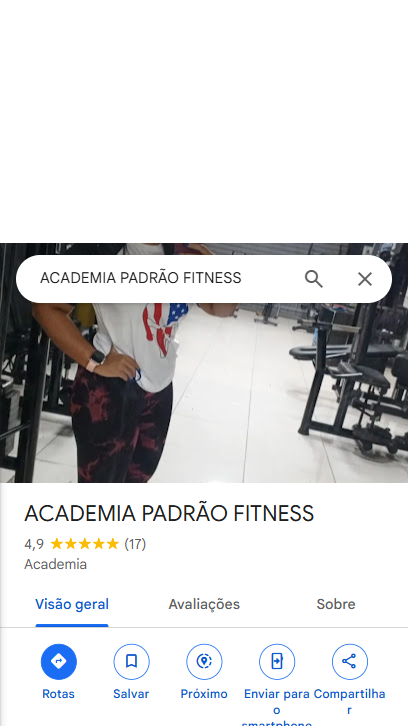 ACADEMIA PADRÃO FITNESS
ACADEMIA PADRÃO FITNESS
4,9 (17)
Academia
Visão geral Avaliações Sobre
Rotas Salvar Próximo Enviar para o smartphone Compartilhar